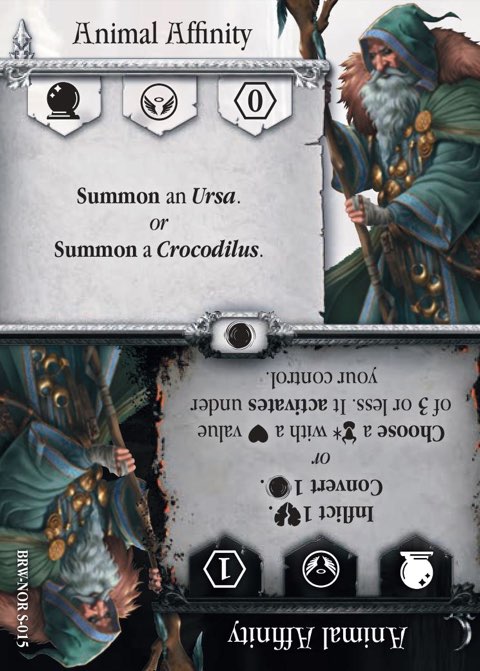 Animal Affinity
0
Summon an Ursa.
or
Summon a Crocodilus.
Animal Affinity
1
Inflict 1 .
Convert 1 .
or
Choose a * with a value
of 3 or less. It activates under
your control.
BRW-NOR S-015